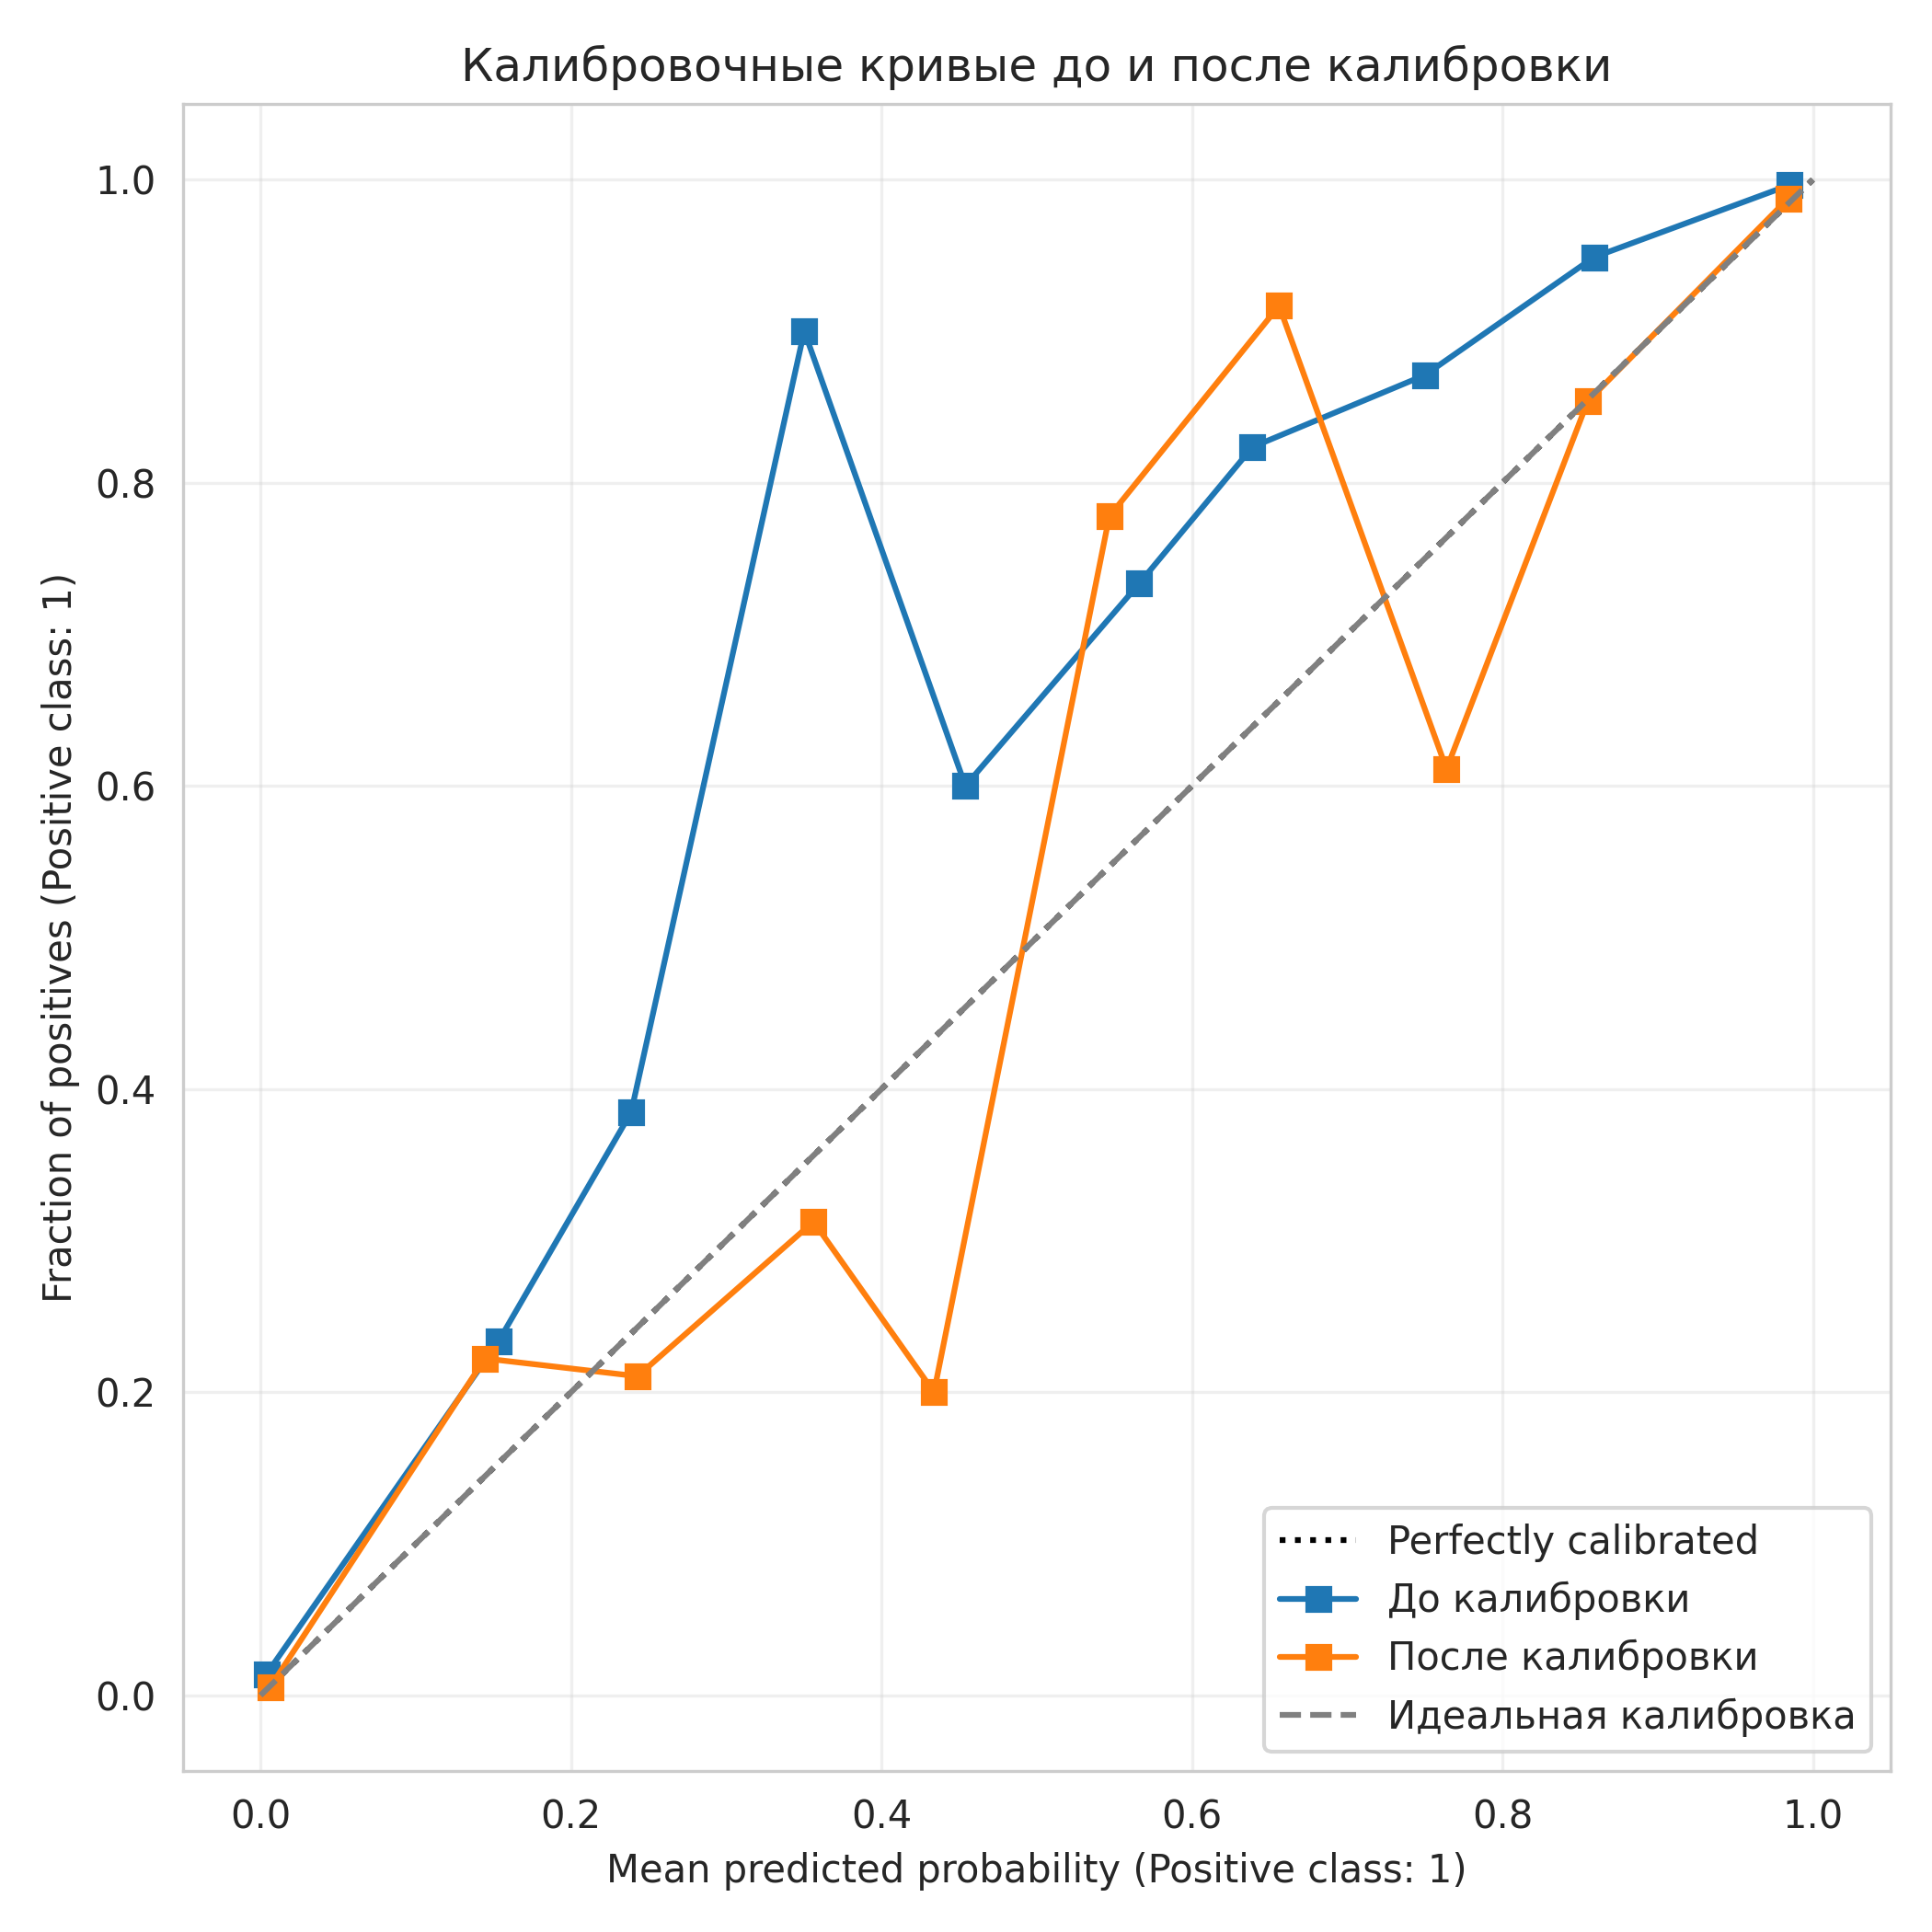 Калибровочные кривые до и после калибровки
1.0
0.8
0.6
0.4
0.2
0.0
Fraction of positives (Positive class: 1)
0.0 0.2 0.4 0.6 0.8 1.0
Mean predicted probability (Positive class: 1)
Perfectly calibrated
До калибровки
После калибровки
Идеальная калибровка